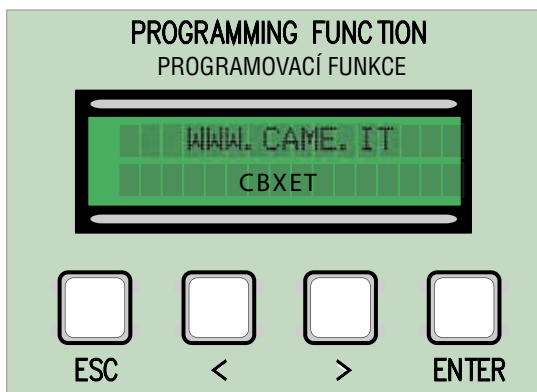 PROGRAMMING FUNCTION
PROGRAMOVACÍ FUNKCE
WWW.CAME.IT
CBXET
ESC < > ENTER